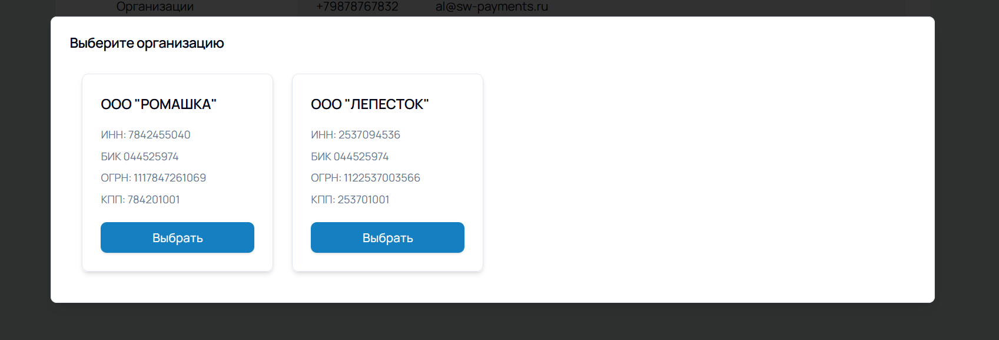 Организации +79878767832 al@sw-payments.ru
Выберите организацию
ООО "РОМАШКА"
ИНН: 7842455040
БИК 044525974
ОГРН: 1117847261069
КПП: 784201001
Выбрать
ООО "ЛЕПЕСТОК"
ИНН: 2537094536
БИК 044525974
ОГРН: 1122537003566
КПП: 253701001
Выбрать